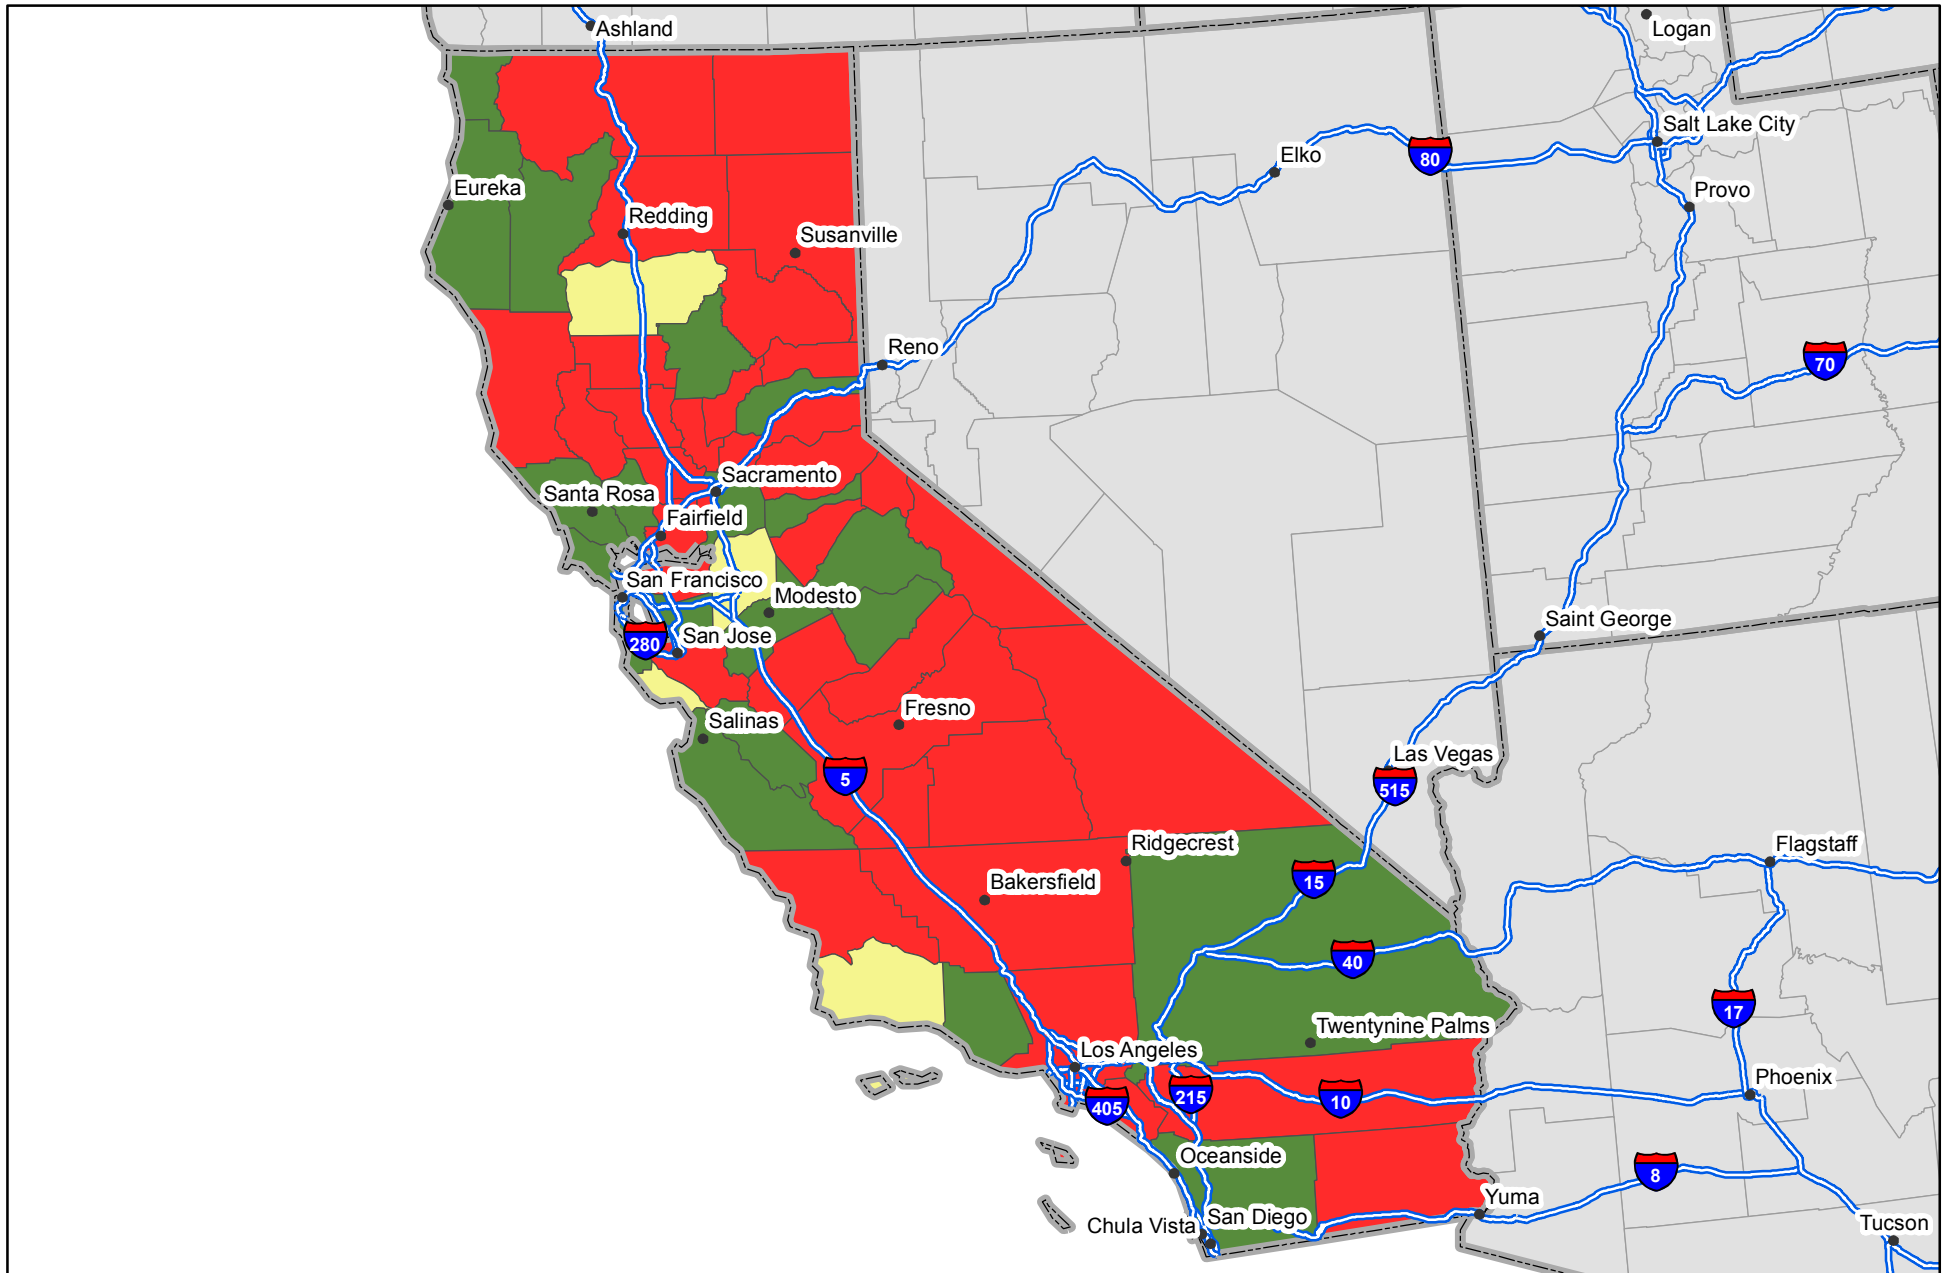 Ashland
Logan
Salt Lake City
Elko
80
Provo
Eureka
Redding
Susanville
Reno
70
Sacramento
Santa Rosa
Fairfield
San Francisco
Modesto
Saint George
280
San Jose
Fresno
Salinas
Las Vegas
5
515
Ridgecrest
Flagstaff
Bakersfield
15
40
17
Twentynine Palms
Los Angeles
Phoenix
405
215
10
Oceanside
8
Yuma
Chula Vista
San Diego
Tucson